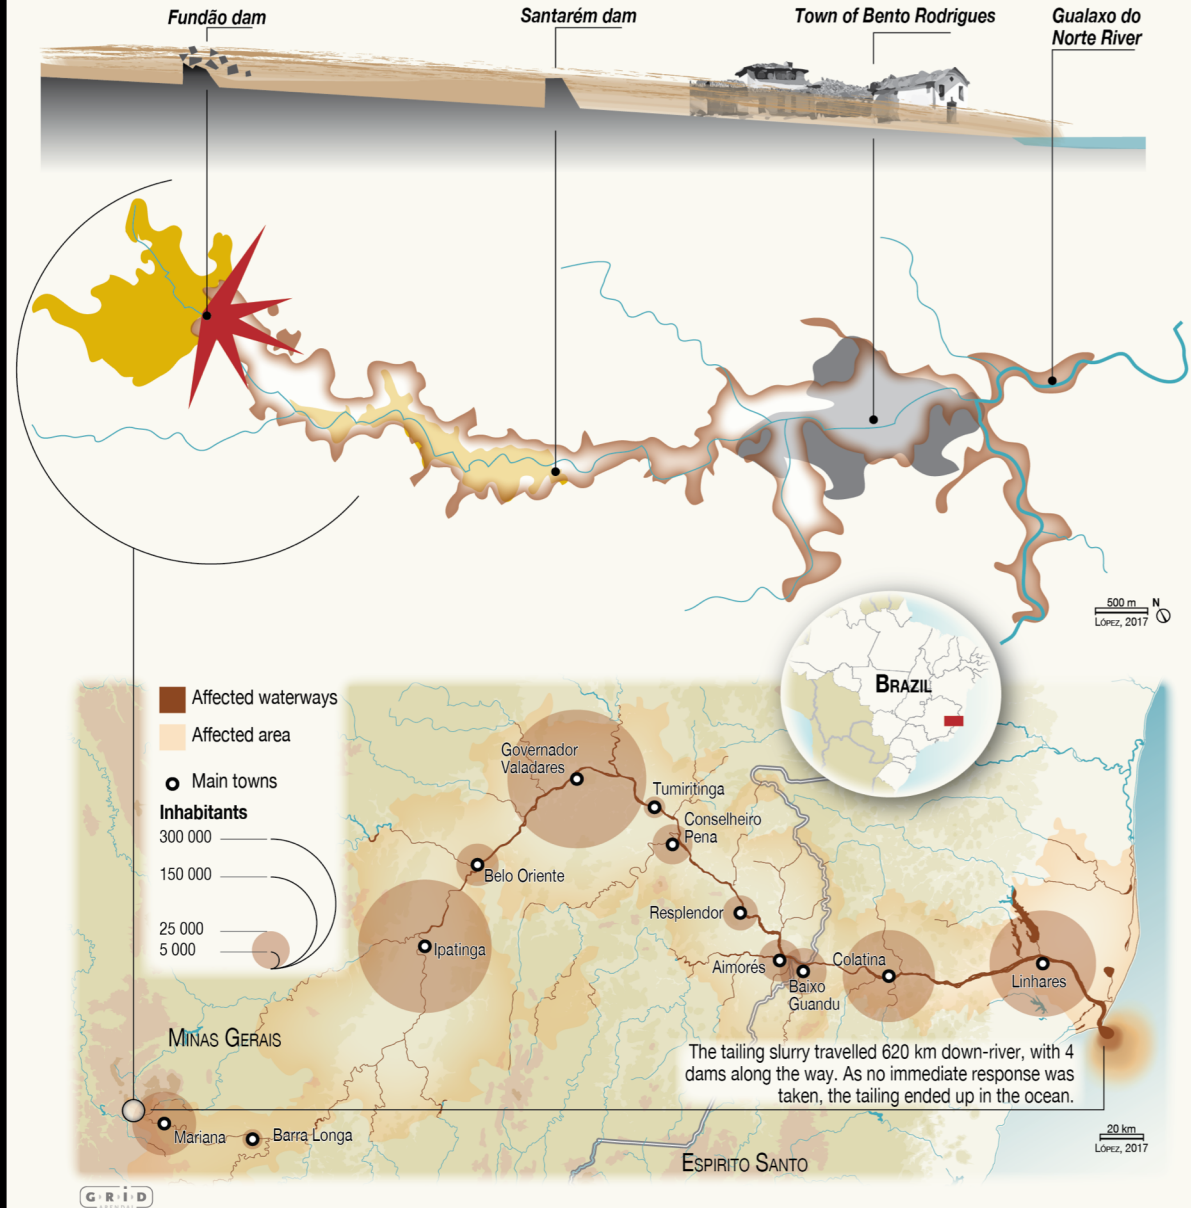 Fundão dam
Santarém dam
Town of Bento Rodrigues
Gualaxo do
Norte River
500 m
N
López, 2017
Brazil
Affected waterways
Affected area
Main towns
Inhabitants
300 000
150 000
25 000
5 000
Governador
Valadares
Tumiritinga
Conselheiro
Pena
Belo Oriente
Resplendor
Ipatinga
Aimorés
Baixo
Guandu
Colatina
Linhares
Minas Gerais
The tailing slurry travelled 620 km down-river, with 4
dams along the way. As no immediate response was
taken, the tailing ended up in the ocean.
Mariana
Barra Longa
20 km
López, 2017
Espirito Santo
GRID
ARENDAL